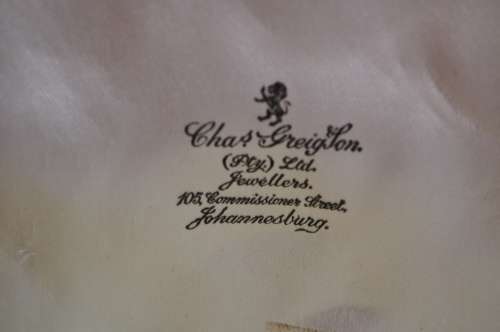 Chas. Greig Son.
(Pty.) Ltd.
Jewellers.
105, Commissioner Street,
Johannesburg.